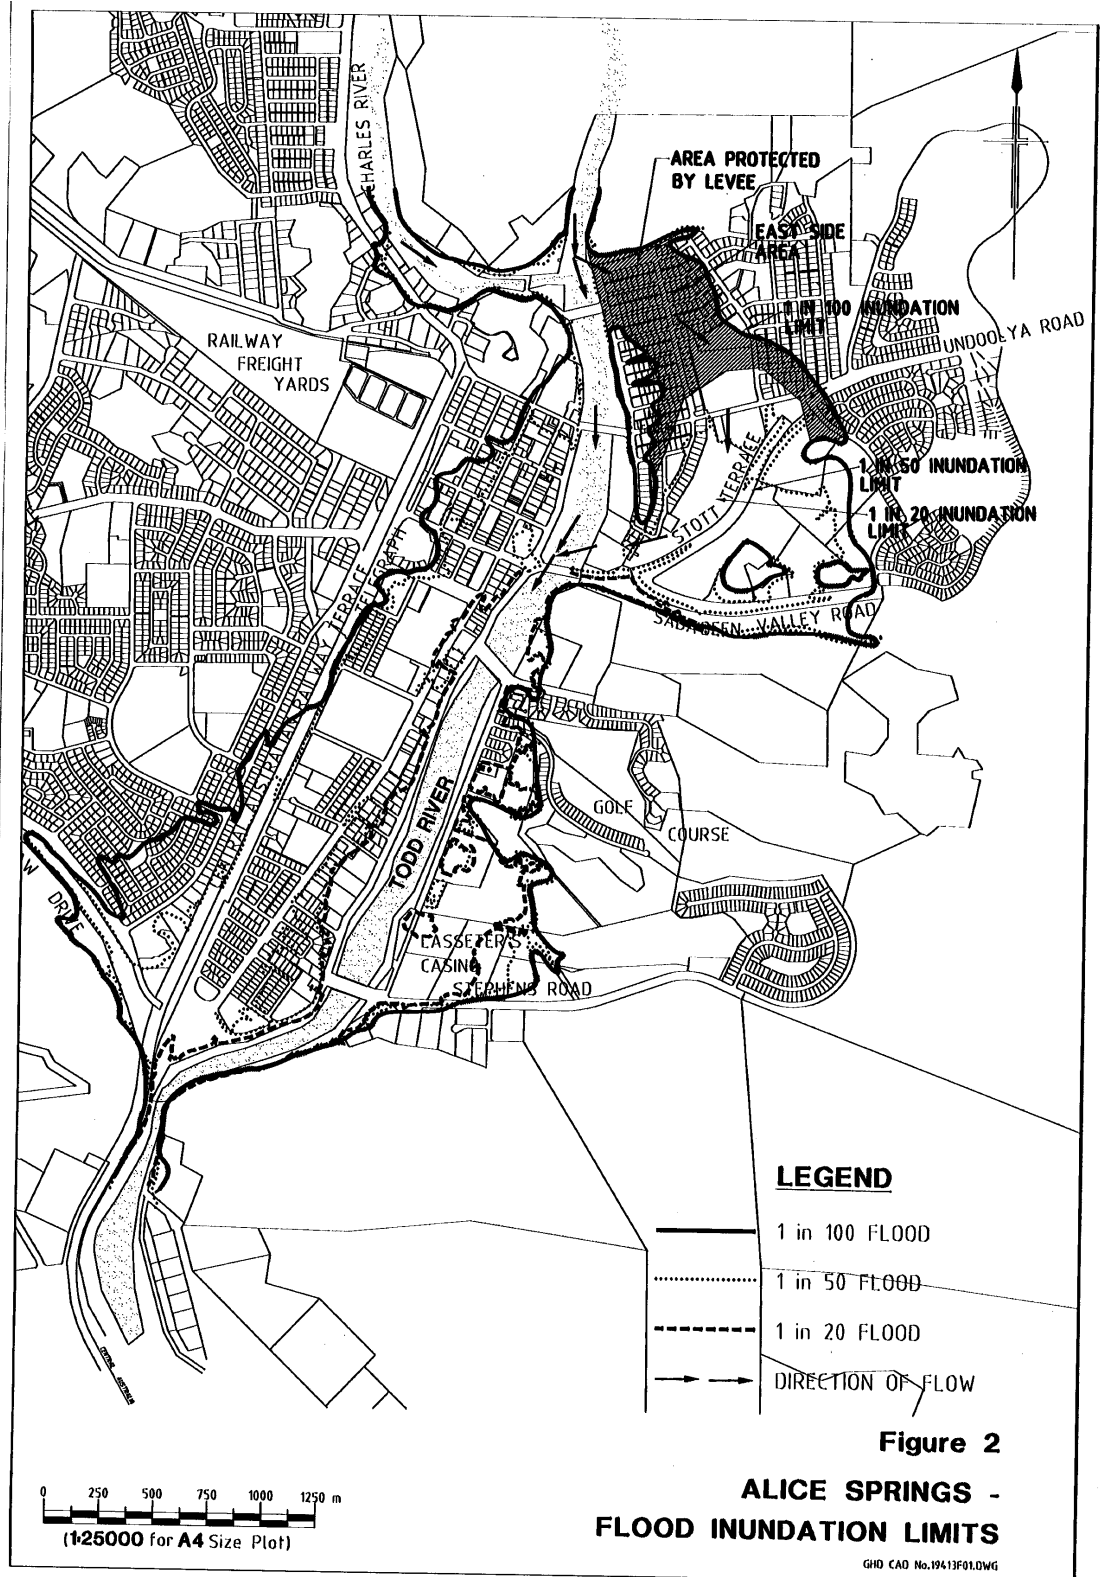 CHARLES RIVER
AREA PROTECTED
BY LEVEE
EAST SIDE
AREA
1 IN 100 INUNDATION
LIMIT
UNDOOLYA ROAD
RAILWAY
FREIGHT
YARDS
1 IN 50 INUNDATION
LIMIT
1 IN 20 INUNDATION
LIMIT
STOTT TERRACE
SADADEEN VALLEY ROAD
RAILWAY TERRACE
TELEGRAPH
TODD RIVER
GOLF
COURSE
DRIVE
LASSETER'S
CASINO
STEPHENS ROAD
LEGEND
1 in 100 FLOOD
1 in 50 FLOOD
1 in 20 FLOOD
DIRECTION OF FLOW
Figure 2
ALICE SPRINGS -
FLOOD INUNDATION LIMITS
GHD CAD No.19413F01.DWG
0 250 500 750 1000 1250 m
(1:25000 for A4 Size Plot)